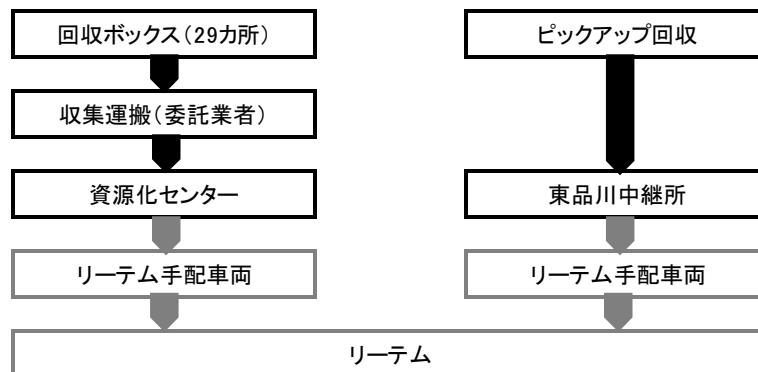 回収ボックス（29カ所）
ピックアップ回収
収集運搬（委託業者）
資源化センター
東品川中継所
リーテム手配車両
リーテム手配車両
リーテム